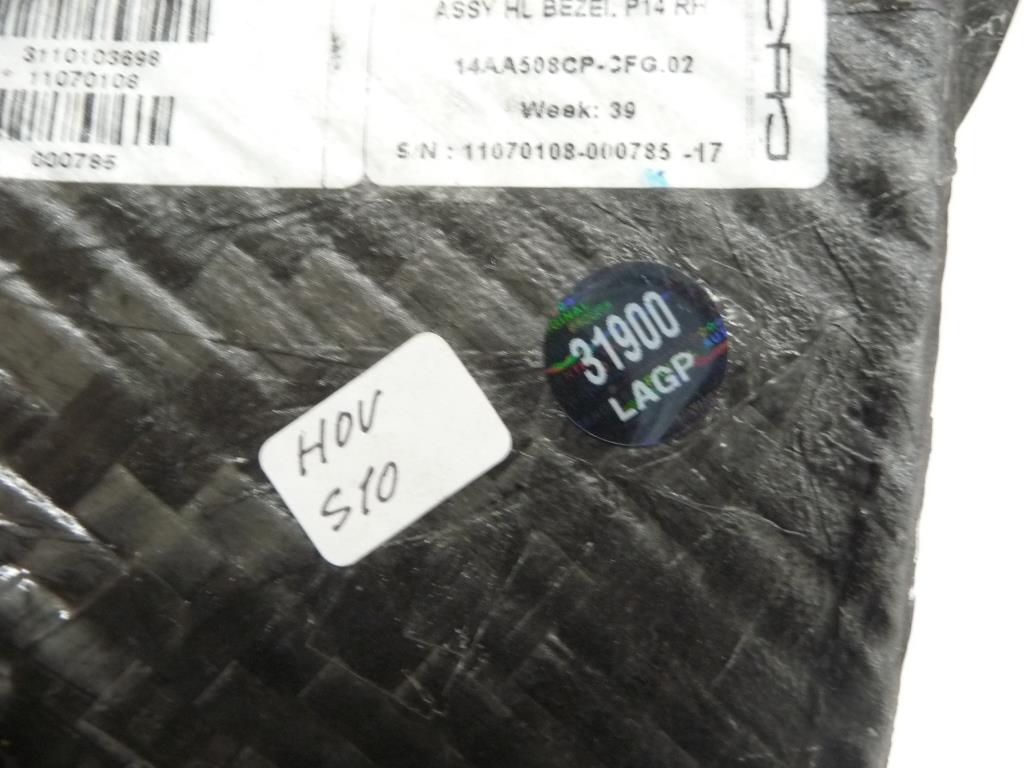 3110103698
11070108
000785
ASSY HL BEZEL P14 RH
14AA508CP-CFG.02
Week: 39
S/N : 11070108-000785 -17
31900
LAGP
HOV
S10